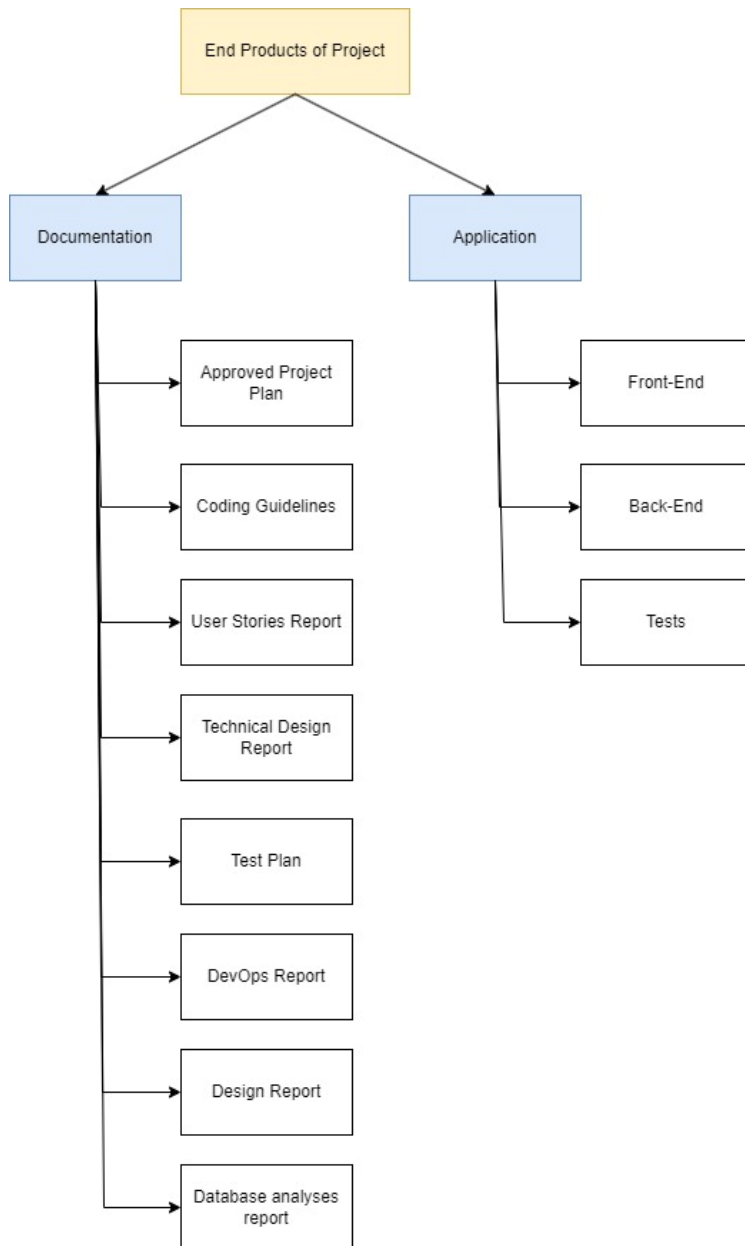 End Products of Project
Documentation
Application
Approved Project
Plan
Front-End
Coding Guidelines
Back-End
User Stories Report
Tests
Technical Design
Report
Test Plan
DevOps Report
Design Report
Database analyses
report